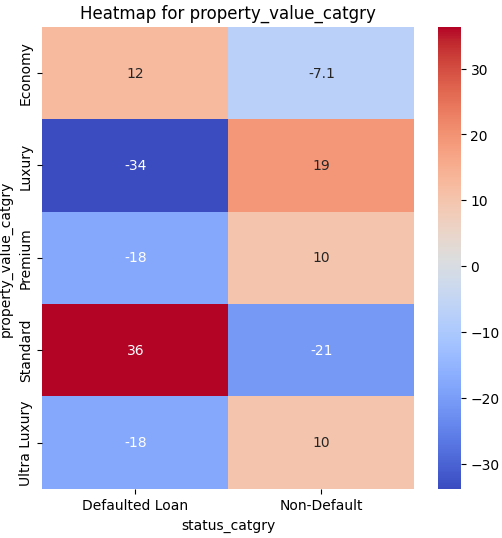 Heatmap for property_value_catgry
property_value_catgry
Economy
12
-7.1
Luxury
-34
19
Premium
-18
10
Standard
36
-21
Ultra Luxury
-18
10
Defaulted Loan
Non-Default
status_catgry
30
20
10
0
−10
−20
−30